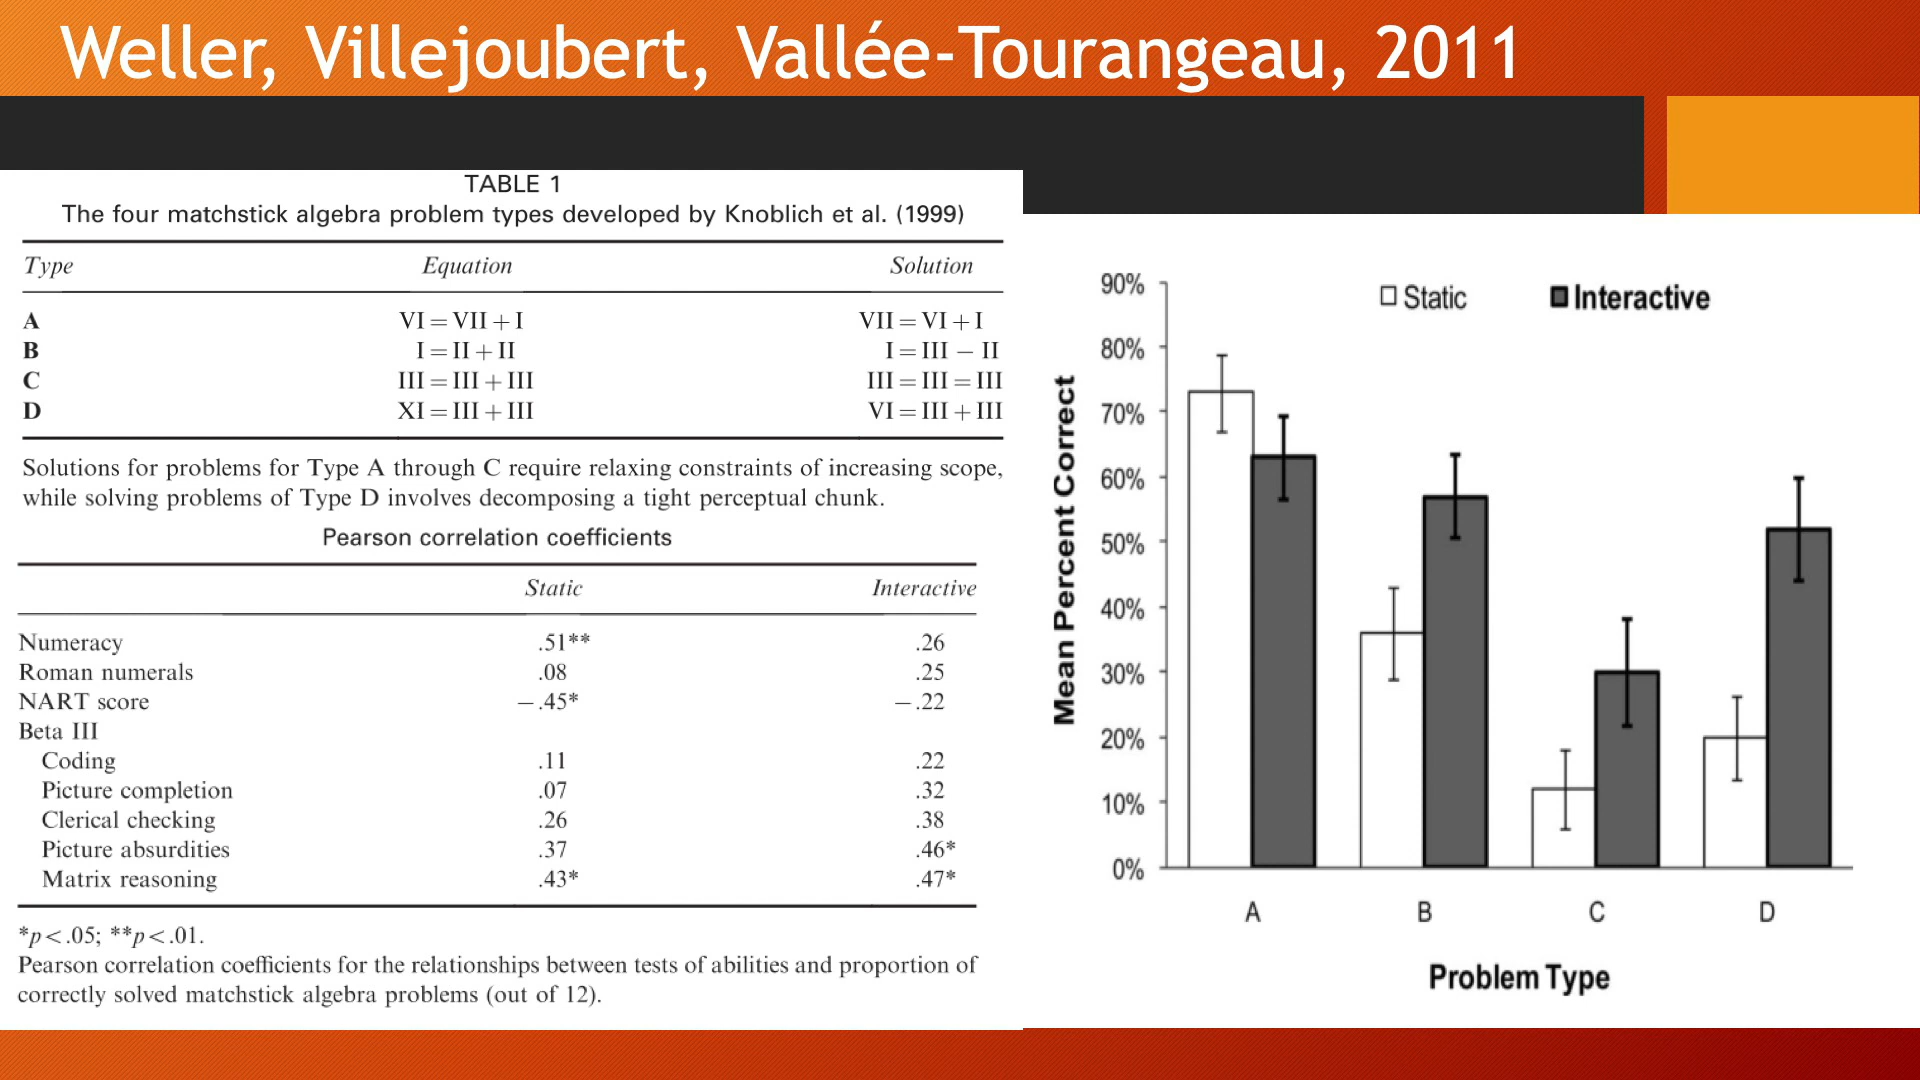 Weller, Villejoubert, Vallée-Tourangeau, 2011
TABLE 1
The four matchstick algebra problem types developed by Knoblich et al. (1999)
Type Equation Solution
A VI = VII + I VII = VI + I
B I = II + II I = III − II
C III = III + III III = III = III
D XI = III + III VI = III + III
Solutions for problems for Type A through C require relaxing constraints of increasing scope,
while solving problems of Type D involves decomposing a tight perceptual chunk.
Pearson correlation coefficients
Static Interactive
Numeracy .51** .26
Roman numerals .08 .25
NART score −.45* −.22
Beta III
Coding .11 .22
Picture completion .07 .32
Clerical checking .26 .38
Picture absurdities .37 .46*
Matrix reasoning .43* .47*
*p < .05; **p < .01.
Pearson correlation coefficients for the relationships between tests of abilities and proportion of
correctly solved matchstick algebra problems (out of 12).
Static Interactive
Mean Percent Correct
90%
80%
70%
60%
50%
40%
30%
20%
10%
0%
A B C D
Problem Type